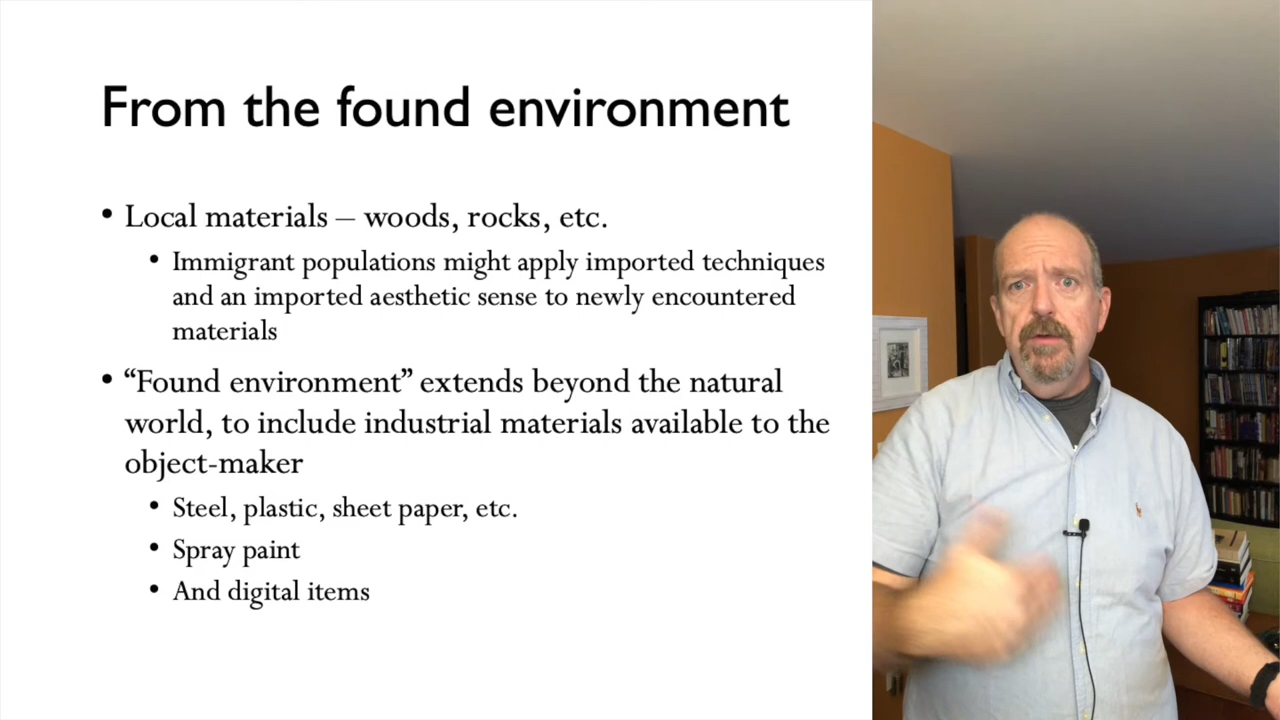 From the found environment
• Local materials – woods, rocks, etc.
• Immigrant populations might apply imported techniques
and an imported aesthetic sense to newly encountered
materials
• “Found environment” extends beyond the natural
world, to include industrial materials available to the
object-maker
• Steel, plastic, sheet paper, etc.
• Spray paint
• And digital items